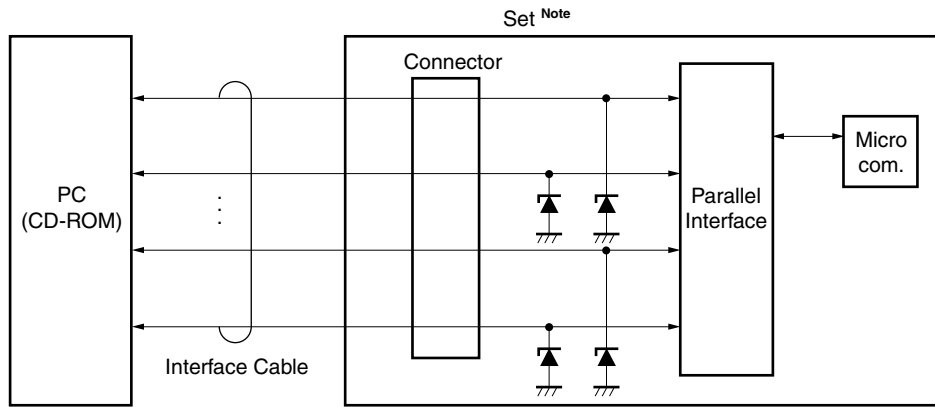 Set Note
Connector
PC
(CD-ROM)
Parallel
Interface
Micro
com.
Interface Cable